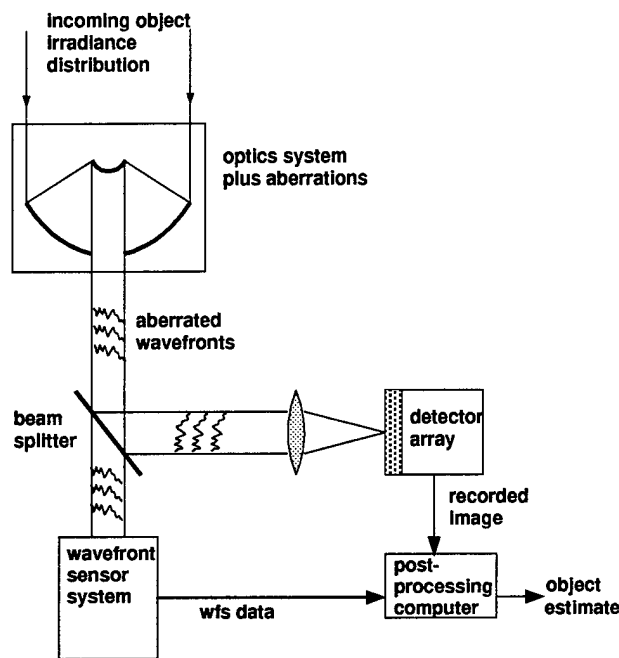 incoming object
irradiance
distribution
optics system
plus aberrations
aberrated
wavefronts
beam
splitter
detector
array
recorded
image
wavefront
sensor
system
wfs data
post-
processing
computer
object
estimate